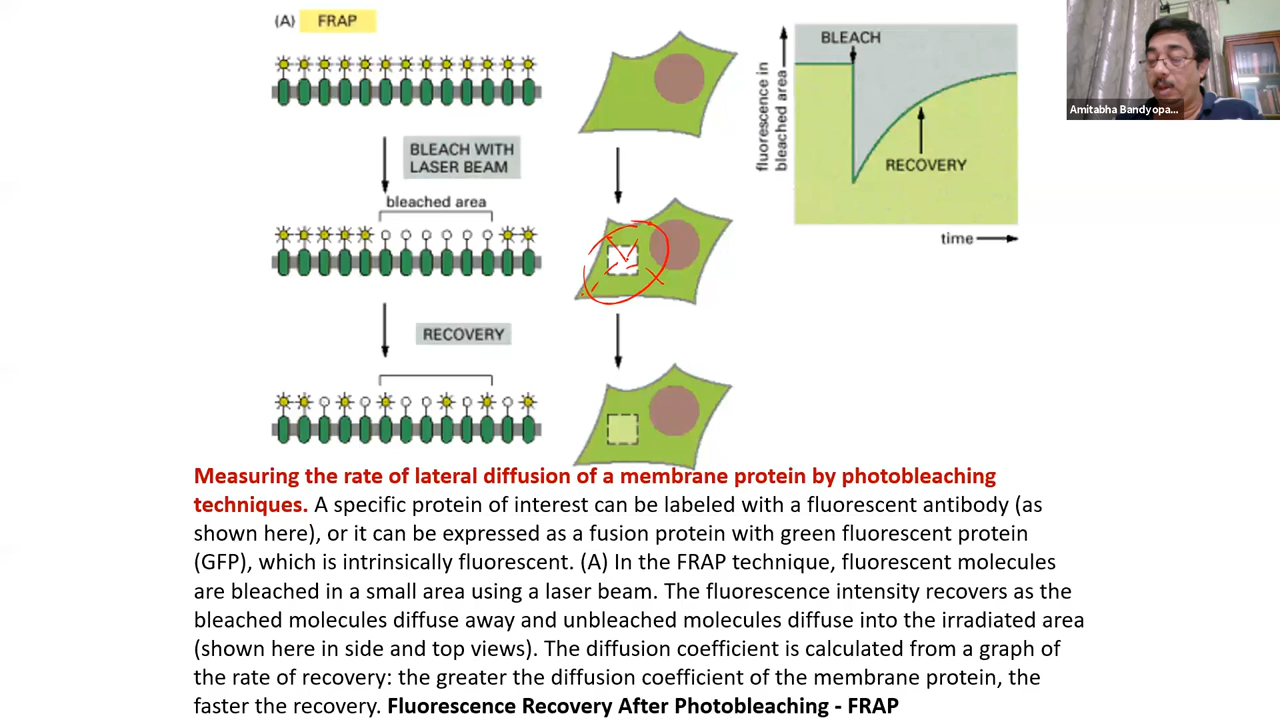 (A) FRAP
BLEACH WITH
LASER BEAM
bleached area
RECOVERY
fluorescence in
bleached area
BLEACH
RECOVERY
time
Amitabha Bandyopa...
Measuring the rate of lateral diffusion of a membrane protein by photobleaching
techniques. A specific protein of interest can be labeled with a fluorescent antibody (as
shown here), or it can be expressed as a fusion protein with green fluorescent protein
(GFP), which is intrinsically fluorescent. (A) In the FRAP technique, fluorescent molecules
are bleached in a small area using a laser beam. The fluorescence intensity recovers as the
bleached molecules diffuse away and unbleached molecules diffuse into the irradiated area
(shown here in side and top views). The diffusion coefficient is calculated from a graph of
the rate of recovery: the greater the diffusion coefficient of the membrane protein, the
faster the recovery. Fluorescence Recovery After Photobleaching - FRAP